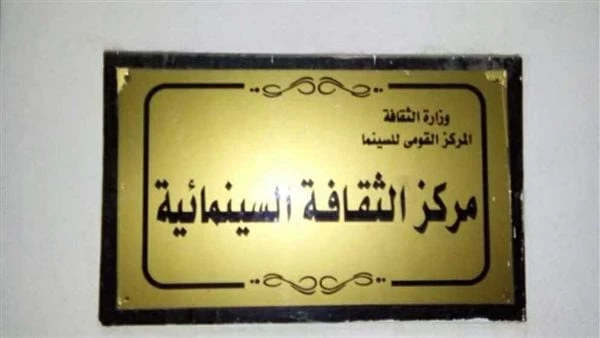 وزارة الثقافة
المركز القومى للسينما
مركز الثقافة السينمائية